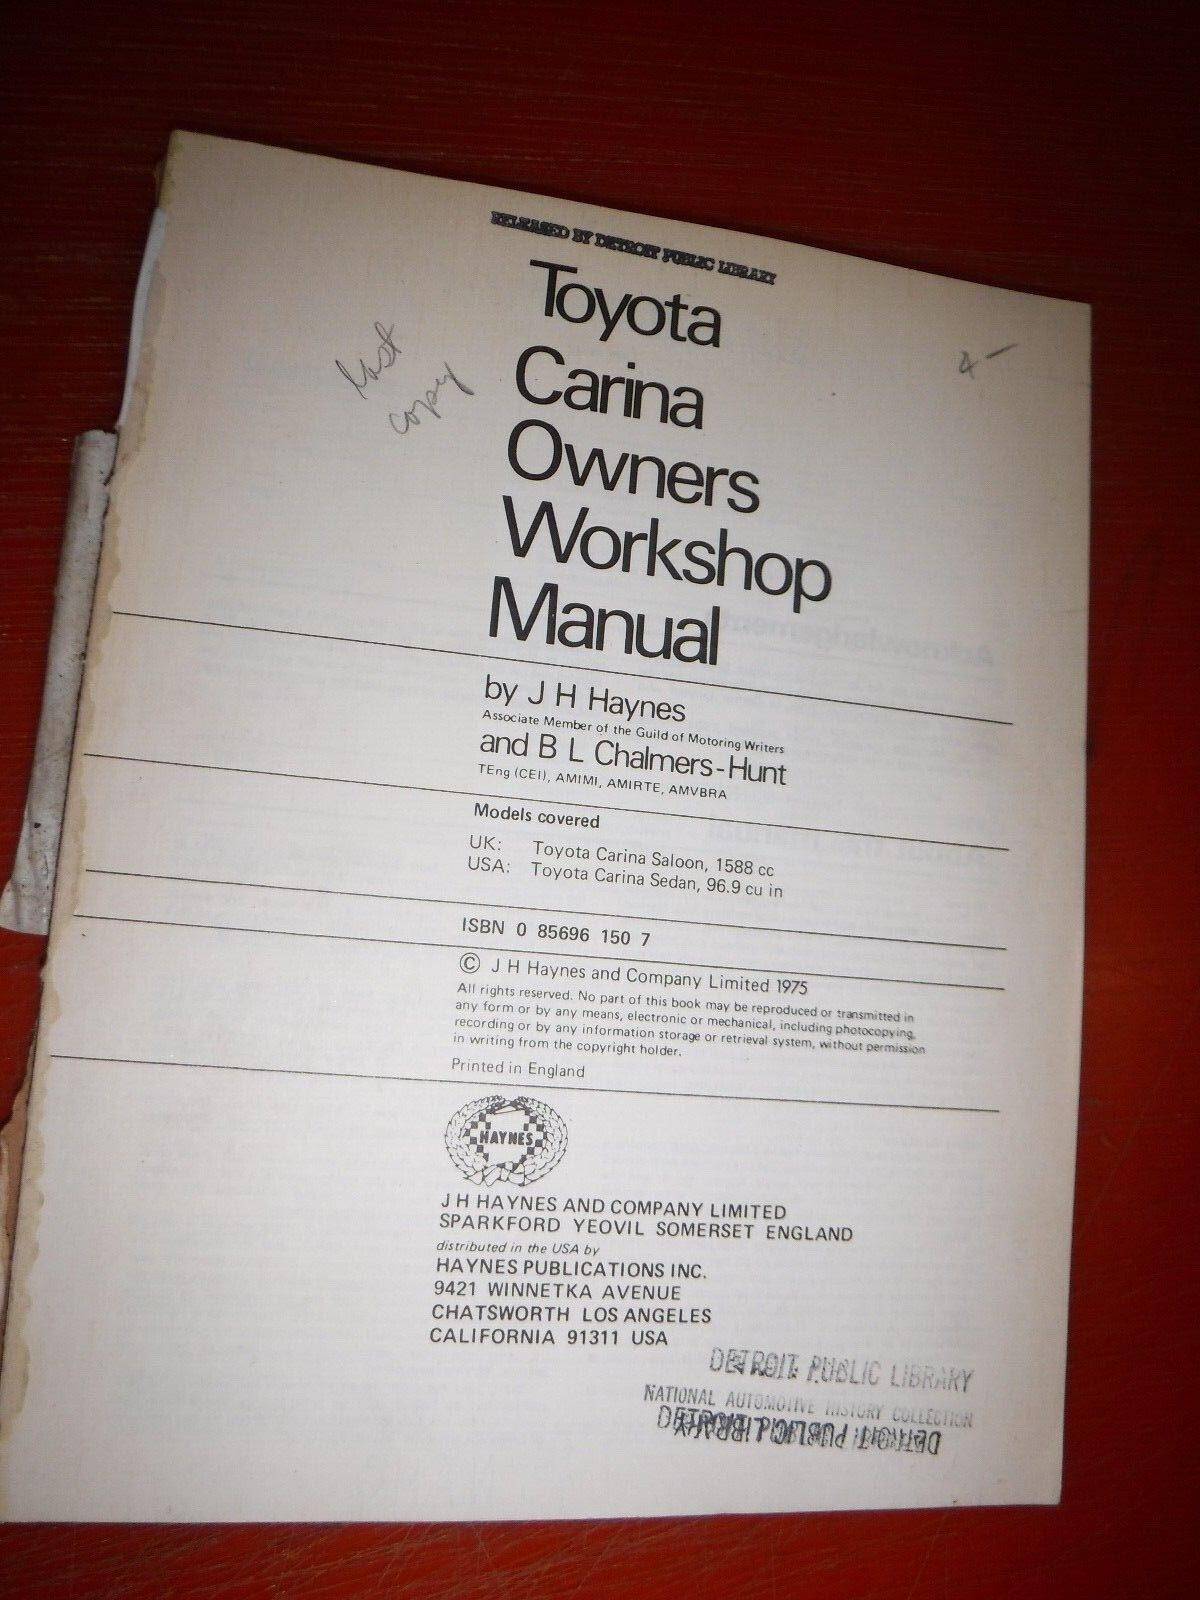 RELEASED BY DETROIT PUBLIC LIBRARY
Toyota
Carina
Owners
Workshop
Manual
last
copy
4-
by J H Haynes
Associate Member of the Guild of Motoring Writers
and B L Chalmers-Hunt
TEng (CEI), AMIMI, AMIRTE, AMVBRA
Models covered
UK: Toyota Carina Saloon, 1588 cc
USA: Toyota Carina Sedan, 96.9 cu in
ISBN 0 85696 150 7
© J H Haynes and Company Limited 1975
All rights reserved. No part of this book may be reproduced or transmitted in
any form or by any means, electronic or mechanical, including photocopying,
recording or by any information storage or retrieval system, without permission
in writing from the copyright holder.
Printed in England
HAYNES
J H HAYNES AND COMPANY LIMITED
SPARKFORD YEOVIL SOMERSET ENGLAND
distributed in the USA by
HAYNES PUBLICATIONS INC.
9421 WINNETKA AVENUE
CHATSWORTH LOS ANGELES
CALIFORNIA 91311 USA
DETROIT PUBLIC LIBRARY
NATIONAL AUTOMOTIVE HISTORY COLLECTION
DETROIT PUBLIC LIBRARY